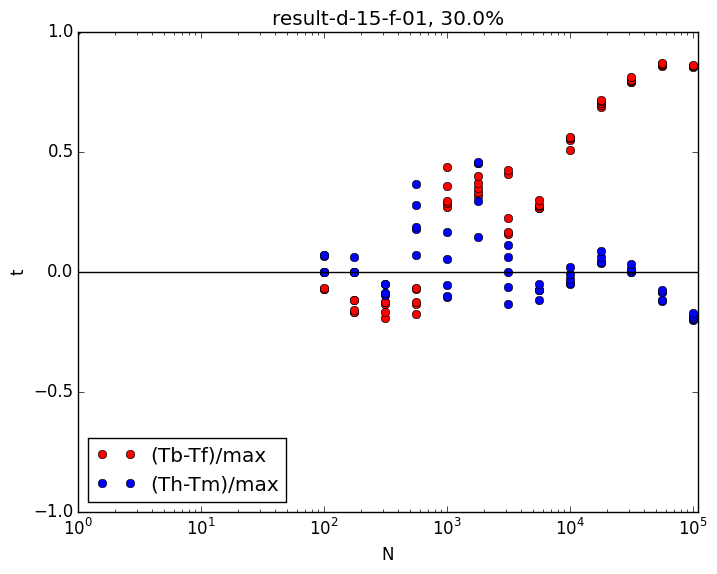 result-d-15-f-01, 30.0%
1.0
0.5
0.0
−0.5
−1.0
t
(Tb-Tf)/max
(Th-Tm)/max
10^0 10^1 10^2 10^3 10^4 10^5
N